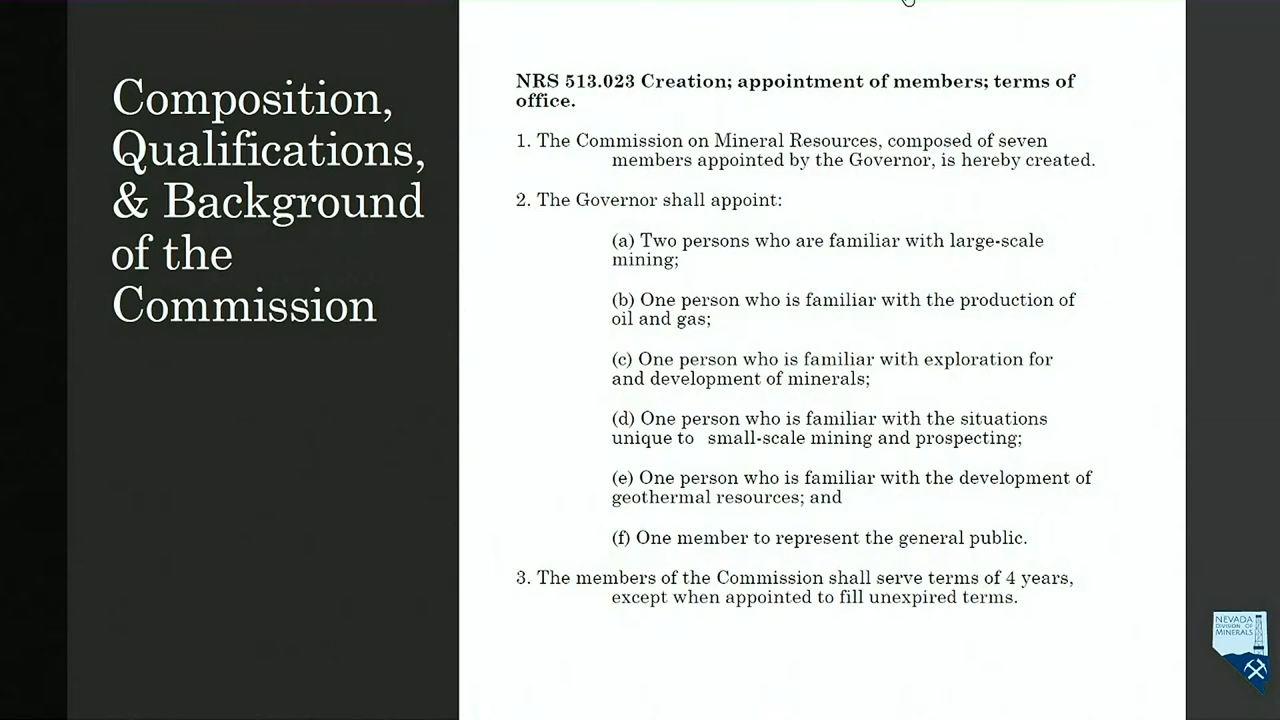 Composition,
Qualifications,
& Background
of the
Commission
NRS 513.023 Creation; appointment of members; terms of
office.
1. The Commission on Mineral Resources, composed of seven
members appointed by the Governor, is hereby created.
2. The Governor shall appoint:
(a) Two persons who are familiar with large-scale
mining;
(b) One person who is familiar with the production of
oil and gas;
(c) One person who is familiar with exploration for
and development of minerals;
(d) One person who is familiar with the situations
unique to small-scale mining and prospecting;
(e) One person who is familiar with the development of
geothermal resources; and
(f) One member to represent the general public.
3. The members of the Commission shall serve terms of 4 years,
except when appointed to fill unexpired terms.
NEVADA
DIVISION OF
MINERALS